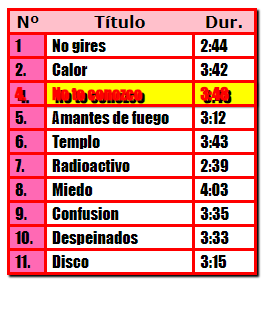 Nº Título Dur.
1 No gires 2:44
2. Calor 3:42
4. No te conozco 3:48
5. Amantes de fuego 3:12
6. Templo 3:43
7. Radioactivo 2:39
8. Miedo 4:03
9. Confusion 3:35
10. Despeinados 3:33
11. Disco 3:15